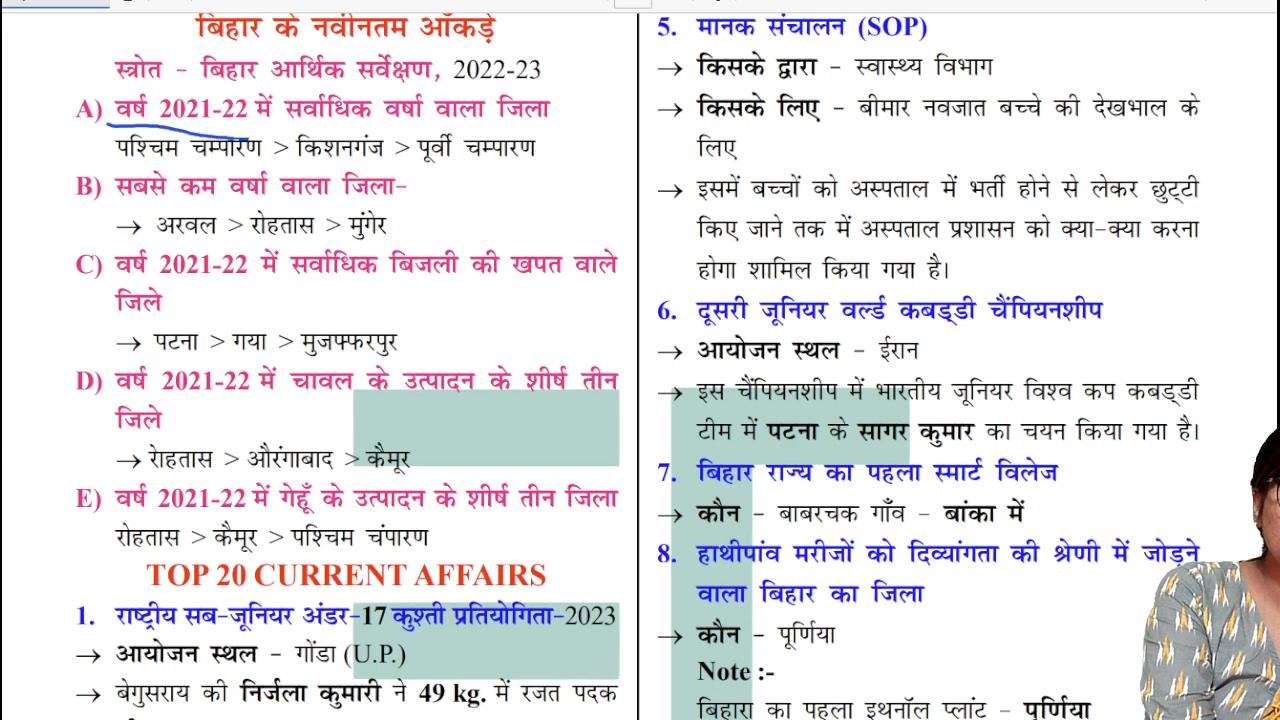 बिहार के नवीनतम आँकड़े
स्त्रोत - बिहार आर्थिक सर्वेक्षण, 2022-23
A) वर्ष 2021-22 में सर्वाधिक वर्षा वाला जिला
पश्चिम चम्पारण > किशनगंज > पूर्वी चम्पारण
B) सबसे कम वर्षा वाला जिला-
→ अरवल > रोहतास > मुंगेर
C) वर्ष 2021-22 में सर्वाधिक बिजली की खपत वाले
जिले
→ पटना > गया > मुजफ्फरपुर
D) वर्ष 2021-22 में चावल के उत्पादन के शीर्ष तीन
जिले
→ रोहतास > औरंगाबाद > कैमूर
E) वर्ष 2021-22 में गेहूँ के उत्पादन के शीर्ष तीन जिला
रोहतास > कैमूर > पश्चिम चंपारण
TOP 20 CURRENT AFFAIRS
1. राष्ट्रीय सब-जूनियर अंडर-17 कुश्ती प्रतियोगिता-2023
→ आयोजन स्थल - गोंडा (U.P.)
→ बेगुसराय की निर्जला कुमारी ने 49 kg. में रजत पदक
5. मानक संचालन (SOP)
→ किसके द्वारा - स्वास्थ्य विभाग
→ किसके लिए - बीमार नवजात बच्चे की देखभाल के
लिए
→ इसमें बच्चों को अस्पताल में भर्ती होने से लेकर छुट्टी
किए जाने तक में अस्पताल प्रशासन को क्या-क्या करना
होगा शामिल किया गया है।
6. दूसरी जूनियर वर्ल्ड कबड्डी चैंपियनशीप
→ आयोजन स्थल - ईरान
→ इस चैंपियनशीप में भारतीय जूनियर विश्व कप कबड्डी
टीम में पटना के सागर कुमार का चयन किया गया है।
7. बिहार राज्य का पहला स्मार्ट विलेज
→ कौन - बाबरचक गाँव - बांका में
8. हाथीपांव मरीजों को दिव्यांगता की श्रेणी में जोड़ने
वाला बिहार का जिला
→ कौन - पूर्णिया
Note :-
बिहारा का पहला इथनॉल प्लांट - पूर्णिया